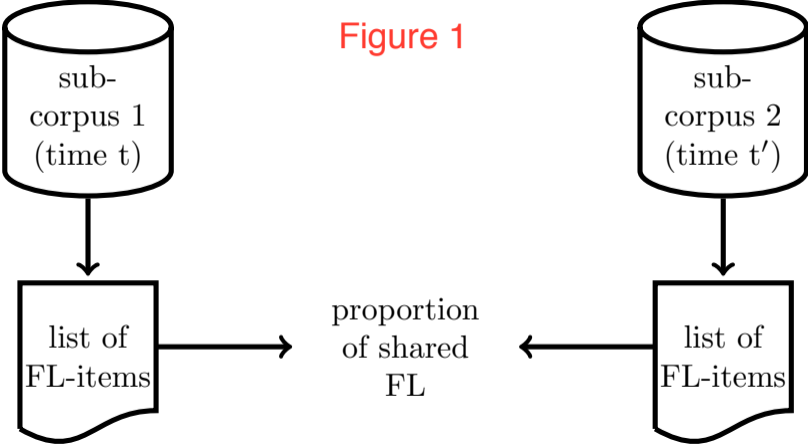 Figure 1
sub-
corpus 1
(time t)
sub-
corpus 2
(time t′)
list of
FL-items
proportion
of shared
FL
list of
FL-items